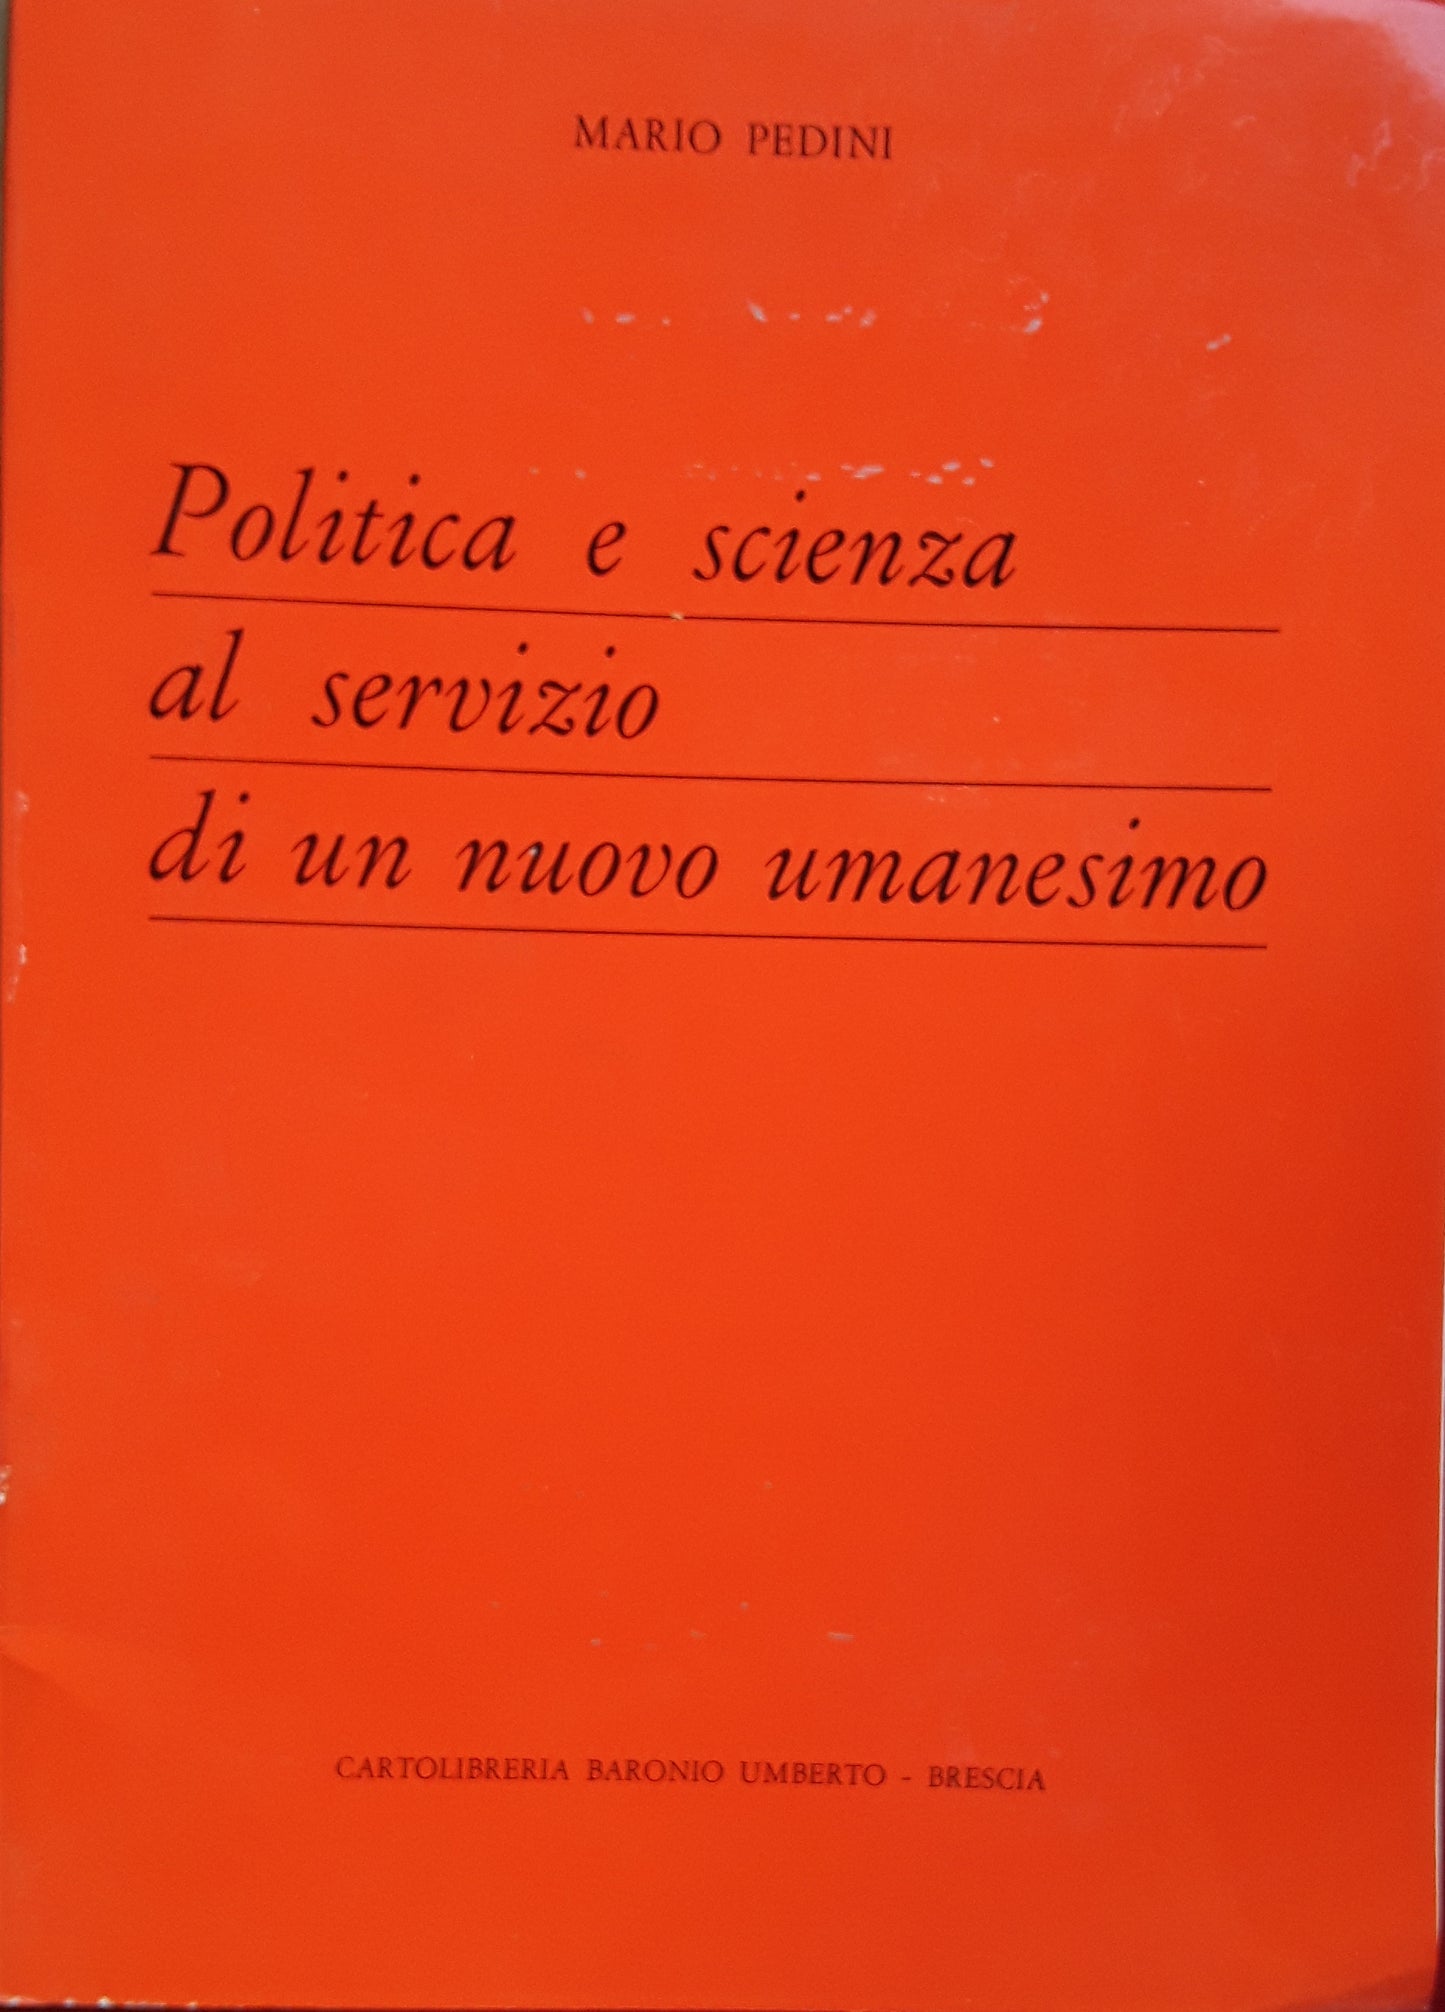 MARIO PEDINI
Politica e scienza
al servizio
di un nuovo umanesimo
CARTOLIBRERIA BARONIO UMBERTO - BRESCIA